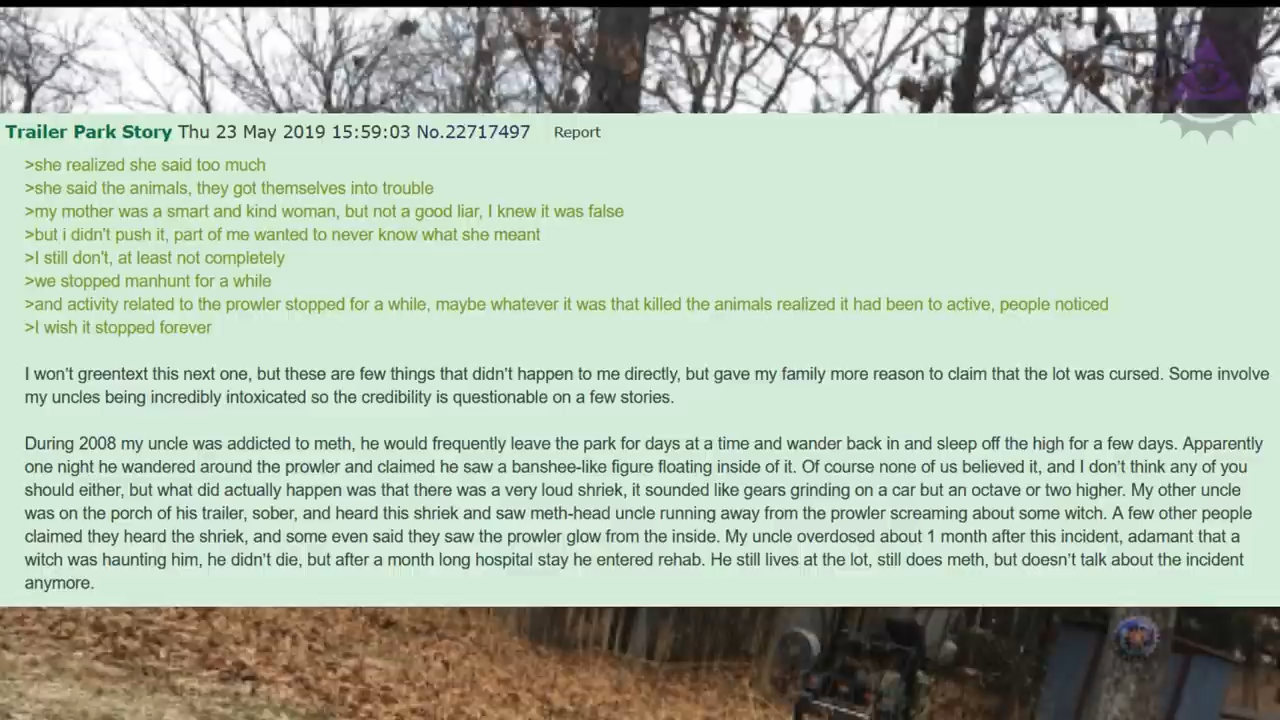 Trailer Park Story Thu 23 May 2019 15:59:03 No.22717497 Report
>she realized she said too much
>she said the animals, they got themselves into trouble
>my mother was a smart and kind woman, but not a good liar, I knew it was false
>but i didn't push it, part of me wanted to never know what she meant
>I still don't, at least not completely
>we stopped manhunt for a while
>and activity related to the prowler stopped for a while, maybe whatever it was that killed the animals realized it had been to active, people noticed
>I wish it stopped forever
I won't greentext this next one, but these are few things that didn't happen to me directly, but gave my family more reason to claim that the lot was cursed. Some involve
my uncles being incredibly intoxicated so the credibility is questionable on a few stories.
During 2008 my uncle was addicted to meth, he would frequently leave the park for days at a time and wander back in and sleep off the high for a few days. Apparently
one night he wandered around the prowler and claimed he saw a banshee-like figure floating inside of it. Of course none of us believed it, and I don't think any of you
should either, but what did actually happen was that there was a very loud shriek, it sounded like gears grinding on a car but an octave or two higher. My other uncle
was on the porch of his trailer, sober, and heard this shriek and saw meth-head uncle running away from the prowler screaming about some witch. A few other people
claimed they heard the shriek, and some even said they saw the prowler glow from the inside. My uncle overdosed about 1 month after this incident, adamant that a
witch was haunting him, he didn't die, but after a month long hospital stay he entered rehab. He still lives at the lot, still does meth, but doesn't talk about the incident
anymore.